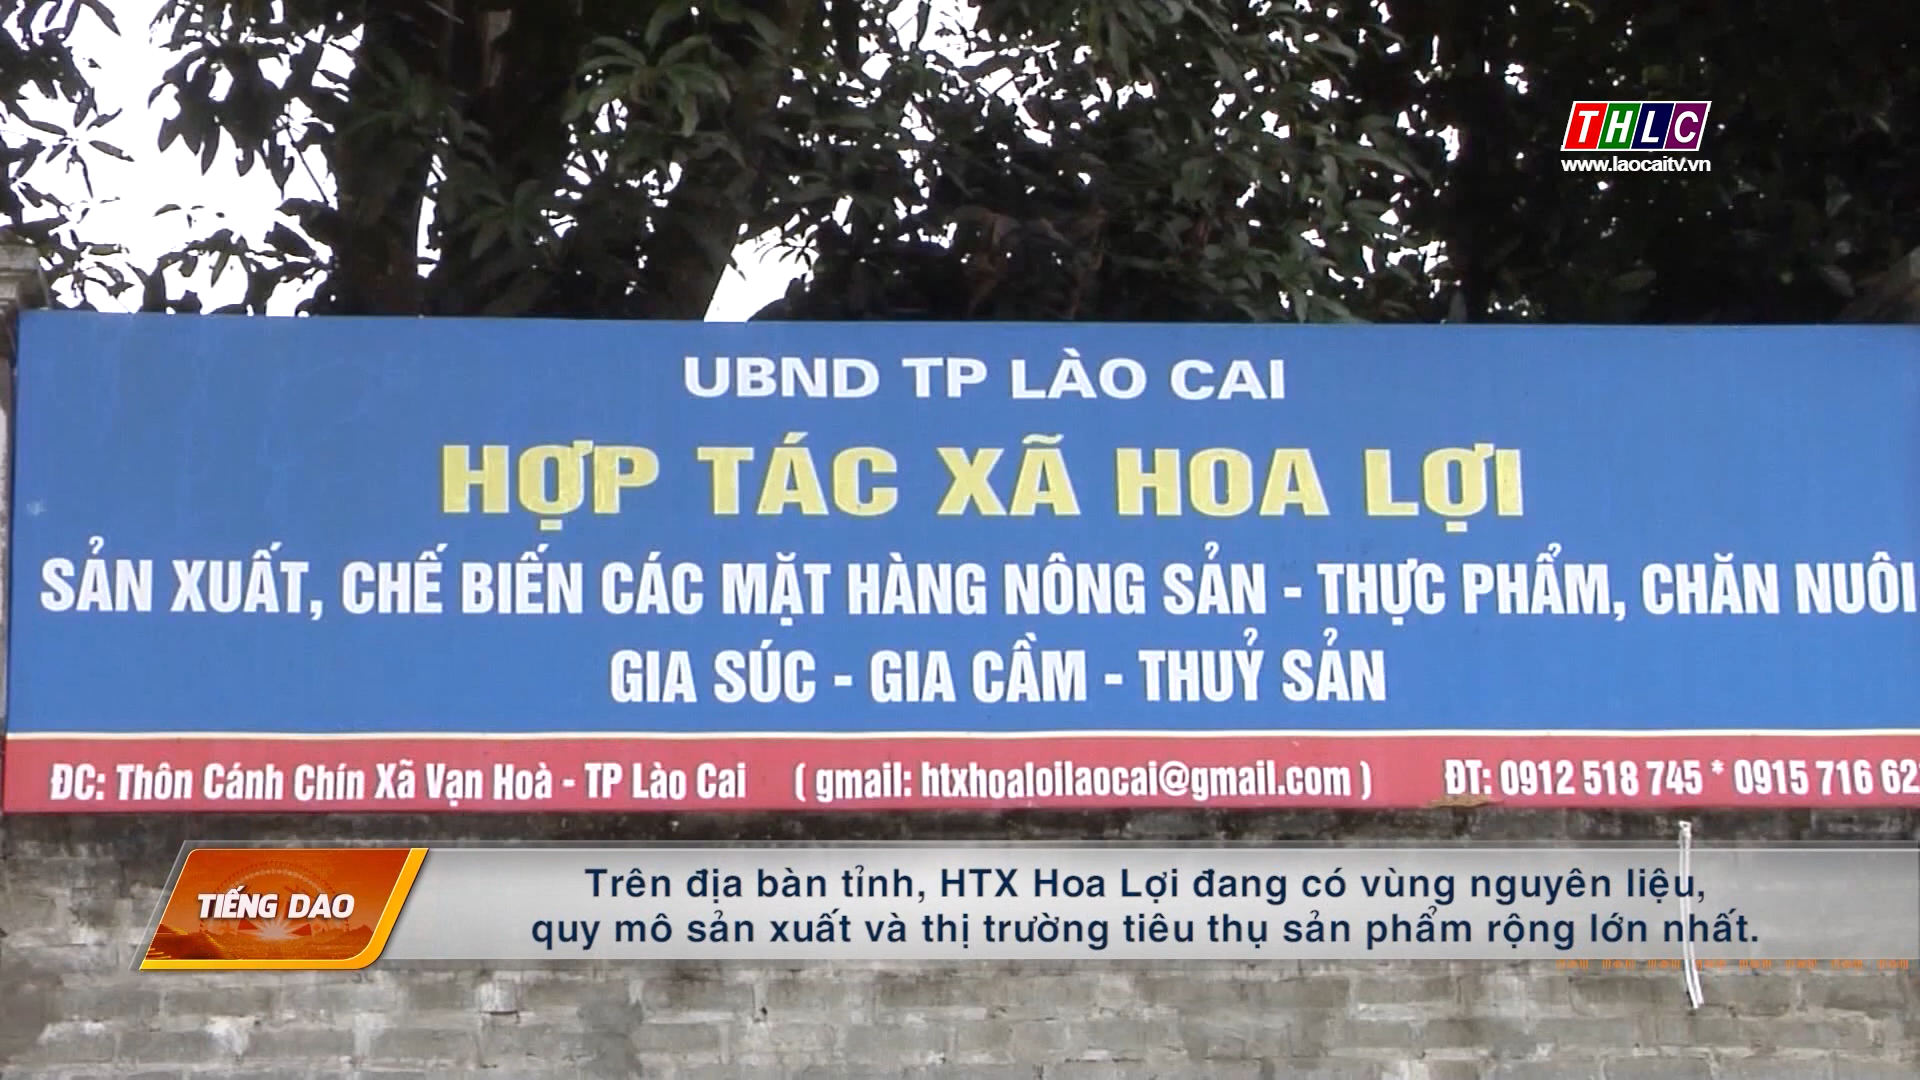 THLC
www.laocaitv.vn
UBND TP LÀO CAI
HỢP TÁC XÃ HOA LỢI
SẢN XUẤT, CHẾ BIẾN CÁC MẶT HÀNG NÔNG SẢN - THỰC PHẨM, CHĂN NUÔI
GIA SÚC - GIA CẦM - THUỶ SẢN
ĐC: Thôn Cánh Chín Xã Vạn Hoà - TP Lào Cai ( gmail: htxhoaloilaocai@gmail.com ) ĐT: 0912 518 745 * 0915 716 62
TIẾNG DAO
Trên địa bàn tỉnh, HTX Hoa Lợi đang có vùng nguyên liệu,
quy mô sản xuất và thị trường tiêu thụ sản phẩm rộng lớn nhất.